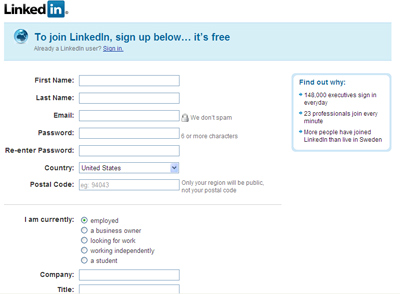 Linked in
To join LinkedIn, sign up below... it's free
Already a LinkedIn user? Sign in.
First Name:
Last Name:
Email:
We don't spam
Password:
6 or more characters
Re-enter Password:
Country: United States
Postal Code: eg: 94043
Only your region will be public,
not your postal code
Find out why:
148,000 executives sign in
everyday
23 professionals join every
minute
More people have joined
LinkedIn than live in Sweden
I am currently: employed
a business owner
looking for work
working independently
a student
Company:
Title: